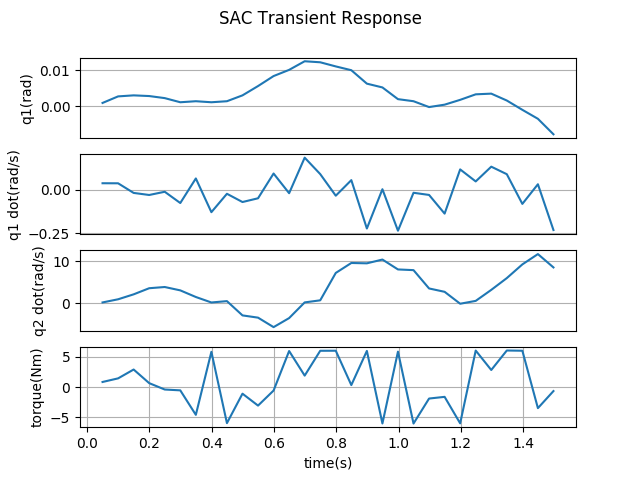 SAC Transient Response
q1(rad)
0.01
0.00
q1 dot(rad/s)
0.00
−0.25
q2 dot(rad/s)
10
0
torque(Nm)
5
0
−5
0.0 0.2 0.4 0.6 0.8 1.0 1.2 1.4
time(s)